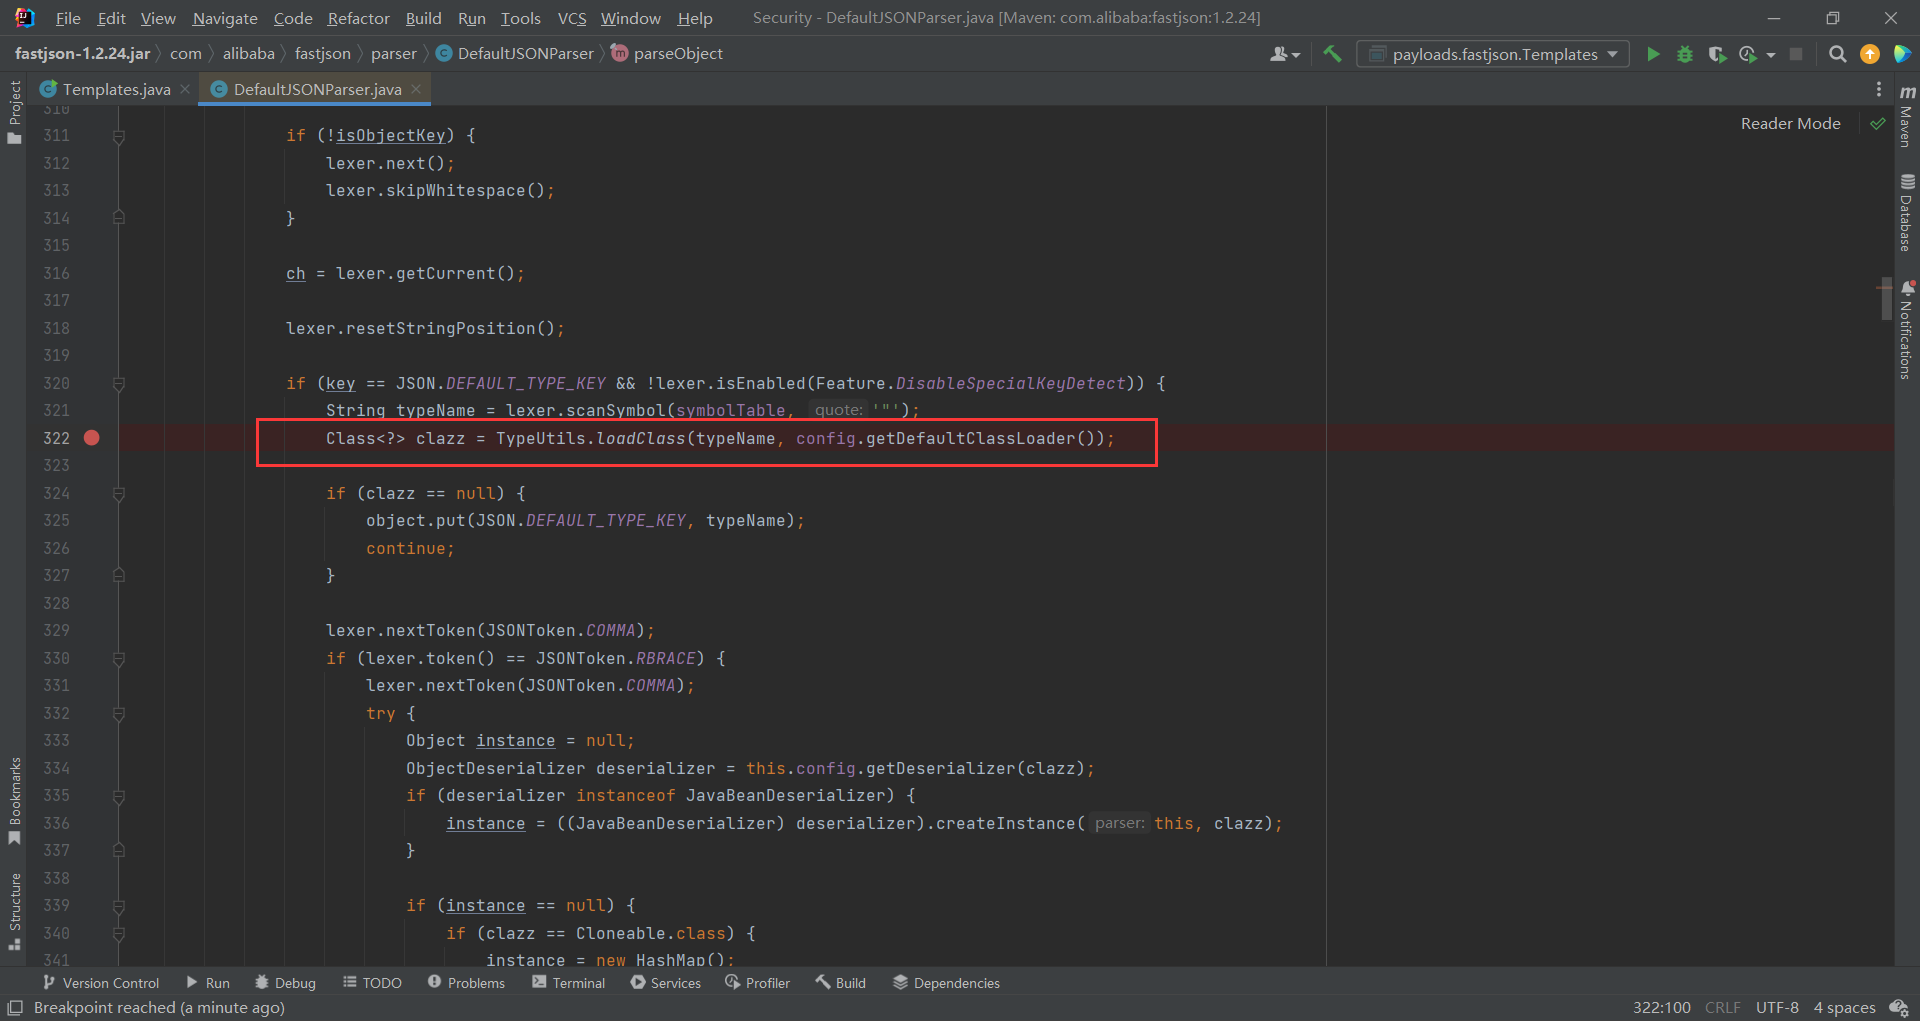 File Edit View Navigate Code Refactor Build Run Tools VCS Window Help Security - DefaultJSONParser.java [Maven: com.alibaba:fastjson:1.2.24]
fastjson-1.2.24.jar com alibaba fastjson parser DefaultJSONParser parseObject payloads.fastjson.Templates
Templates.java DefaultJSONParser.java
Project
Bookmarks
Structure
Reader Mode
310
311 if (!isObjectKey) {
312 lexer.next();
313 lexer.skipWhitespace();
314 }
315
316 ch = lexer.getCurrent();
317
318 lexer.resetStringPosition();
319
320 if (key == JSON.DEFAULT_TYPE_KEY && !lexer.isEnabled(Feature.DisableSpecialKeyDetect)) {
321 String typeName = lexer.scanSymbol(symbolTable, quote: '"');
322 Class<?> clazz = TypeUtils.loadClass(typeName, config.getDefaultClassLoader());
323
324 if (clazz == null) {
325 object.put(JSON.DEFAULT_TYPE_KEY, typeName);
326 continue;
327 }
328
329 lexer.nextToken(JSONToken.COMMA);
330 if (lexer.token() == JSONToken.RBRACE) {
331 lexer.nextToken(JSONToken.COMMA);
332 try {
333 Object instance = null;
334 ObjectDeserializer deserializer = this.config.getDeserializer(clazz);
335 if (deserializer instanceof JavaBeanDeserializer) {
336 instance = ((JavaBeanDeserializer) deserializer).createInstance( parser: this, clazz);
337 }
338
339 if (instance == null) {
340 if (clazz == Cloneable.class) {
341 instance = new HashMap();
Maven
Database
Notifications
Version Control Run Debug TODO Problems Terminal Services Profiler Build Dependencies
Breakpoint reached (a minute ago) 322:100 CRLF UTF-8 4 spaces